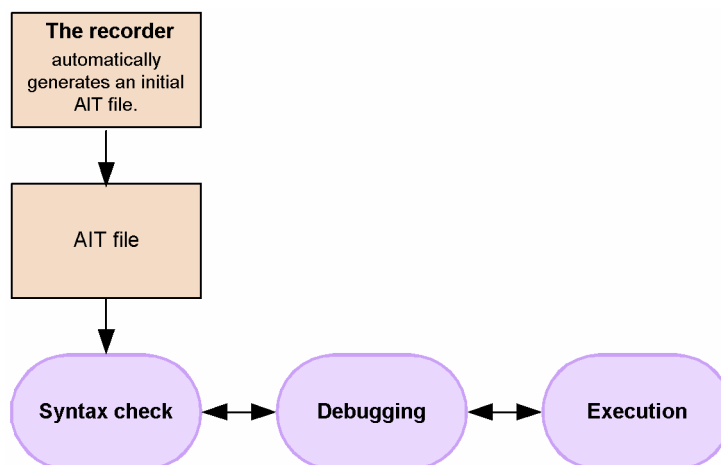 The recorder
automatically
generates an initial
AIT file.
AIT file
Syntax check
Debugging
Execution